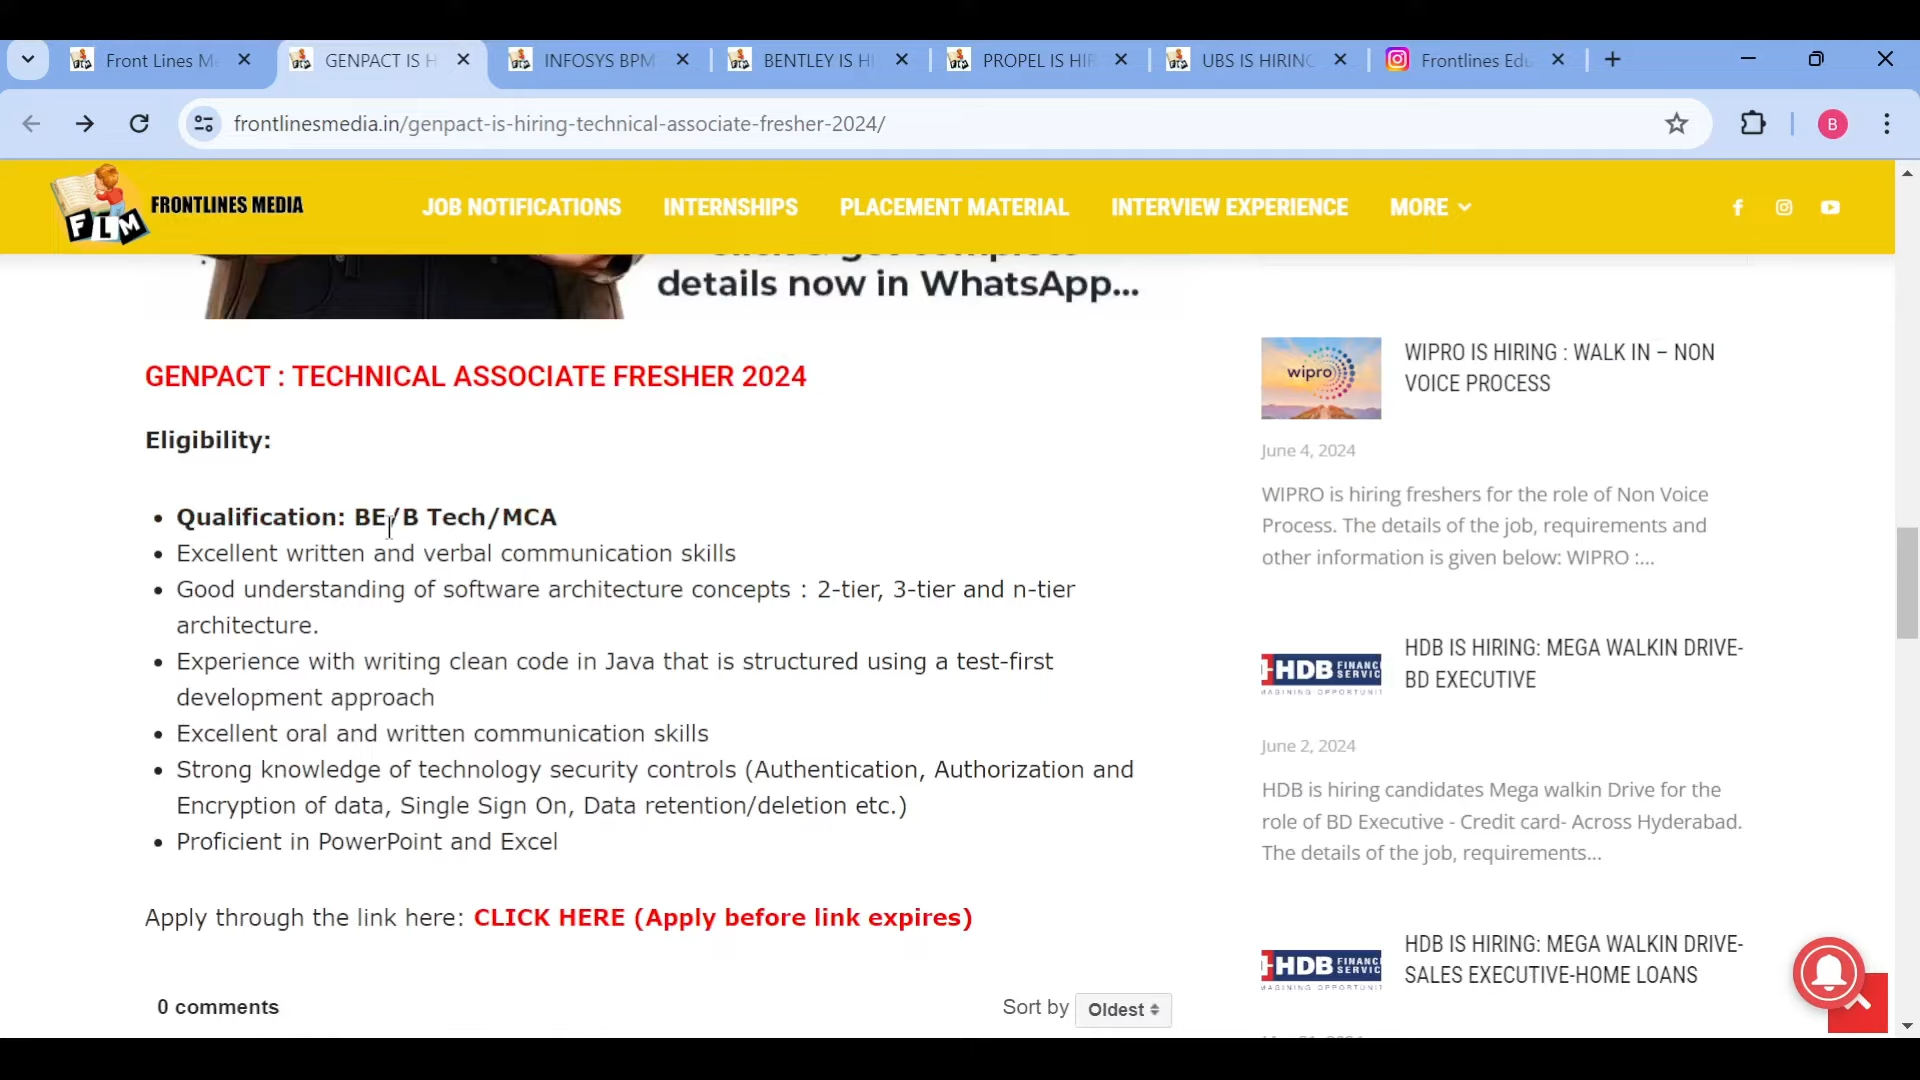 Front Lines M
GENPACT IS H
INFOSYS BPM
BENTLEY IS HI
PROPEL IS HIR
UBS IS HIRING
Frontlines Edu
frontlinesmedia.in/genpact-is-hiring-technical-associate-fresher-2024/
B
FLM
FRONTLINES MEDIA
JOB NOTIFICATIONS
INTERNSHIPS
PLACEMENT MATERIAL
INTERVIEW EXPERIENCE
MORE
details now in WhatsApp...
GENPACT : TECHNICAL ASSOCIATE FRESHER 2024
Eligibility:
• Qualification: BE/B Tech/MCA
• Excellent written and verbal communication skills
• Good understanding of software architecture concepts : 2-tier, 3-tier and n-tier
architecture.
• Experience with writing clean code in Java that is structured using a test-first
development approach
• Excellent oral and written communication skills
• Strong knowledge of technology security controls (Authentication, Authorization and
Encryption of data, Single Sign On, Data retention/deletion etc.)
• Proficient in PowerPoint and Excel
Apply through the link here: CLICK HERE (Apply before link expires)
0 comments
Sort by Oldest
wipro
WIPRO IS HIRING : WALK IN – NON
VOICE PROCESS
June 4, 2024
WIPRO is hiring freshers for the role of Non Voice
Process. The details of the job, requirements and
other information is given below: WIPRO :...
HDB FINANC
SERVIC
HDB IS HIRING: MEGA WALKIN DRIVE-
BD EXECUTIVE
June 2, 2024
HDB is hiring candidates Mega walkin Drive for the
role of BD Executive - Credit card- Across Hyderabad.
The details of the job, requirements...
HDB FINANC
SERVIC
HDB IS HIRING: MEGA WALKIN DRIVE-
SALES EXECUTIVE-HOME LOANS